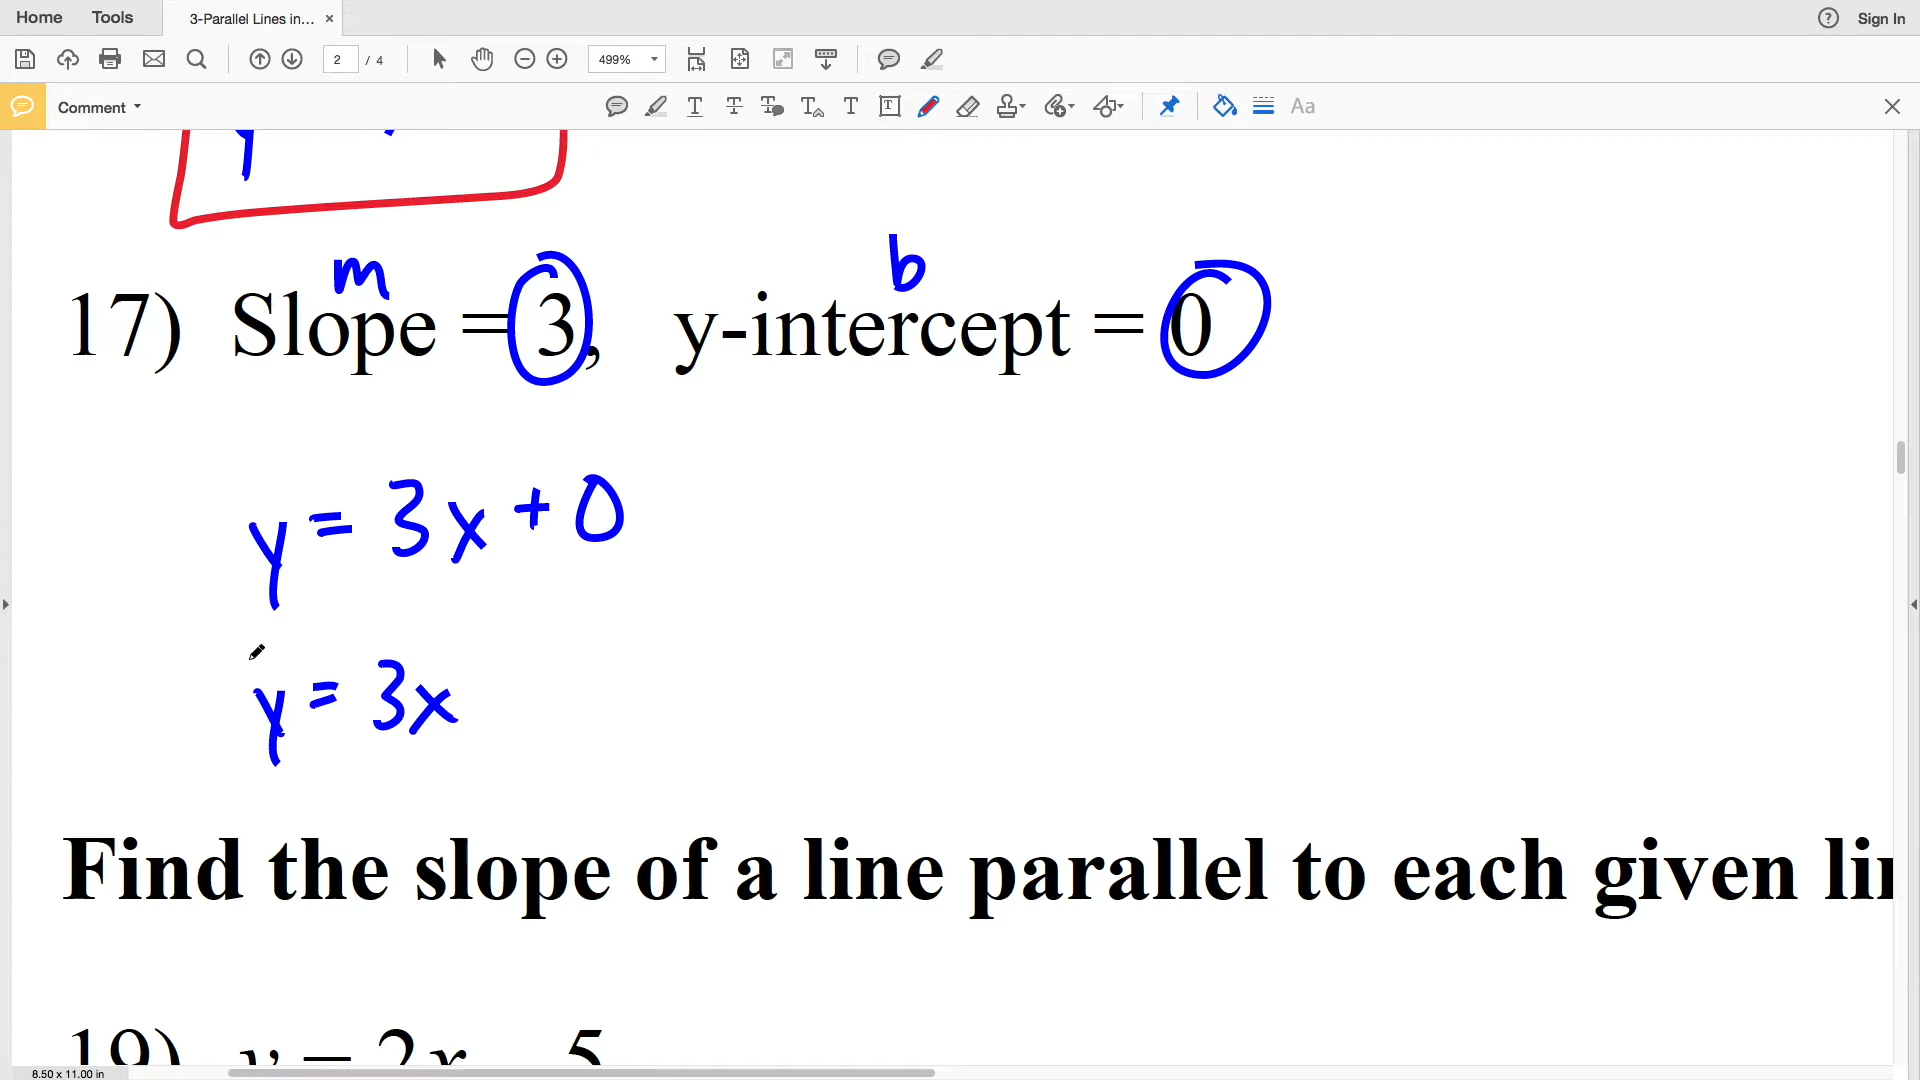 Home Tools 3-Parallel Lines in... × ? Sign In
2 / 4 499%
Comment T T T T T T Aa
m b
17) Slope = 3, y-intercept = 0
y = 3x + 0
y = 3x
Find the slope of a line parallel to each given
8.50 x 11.00 in